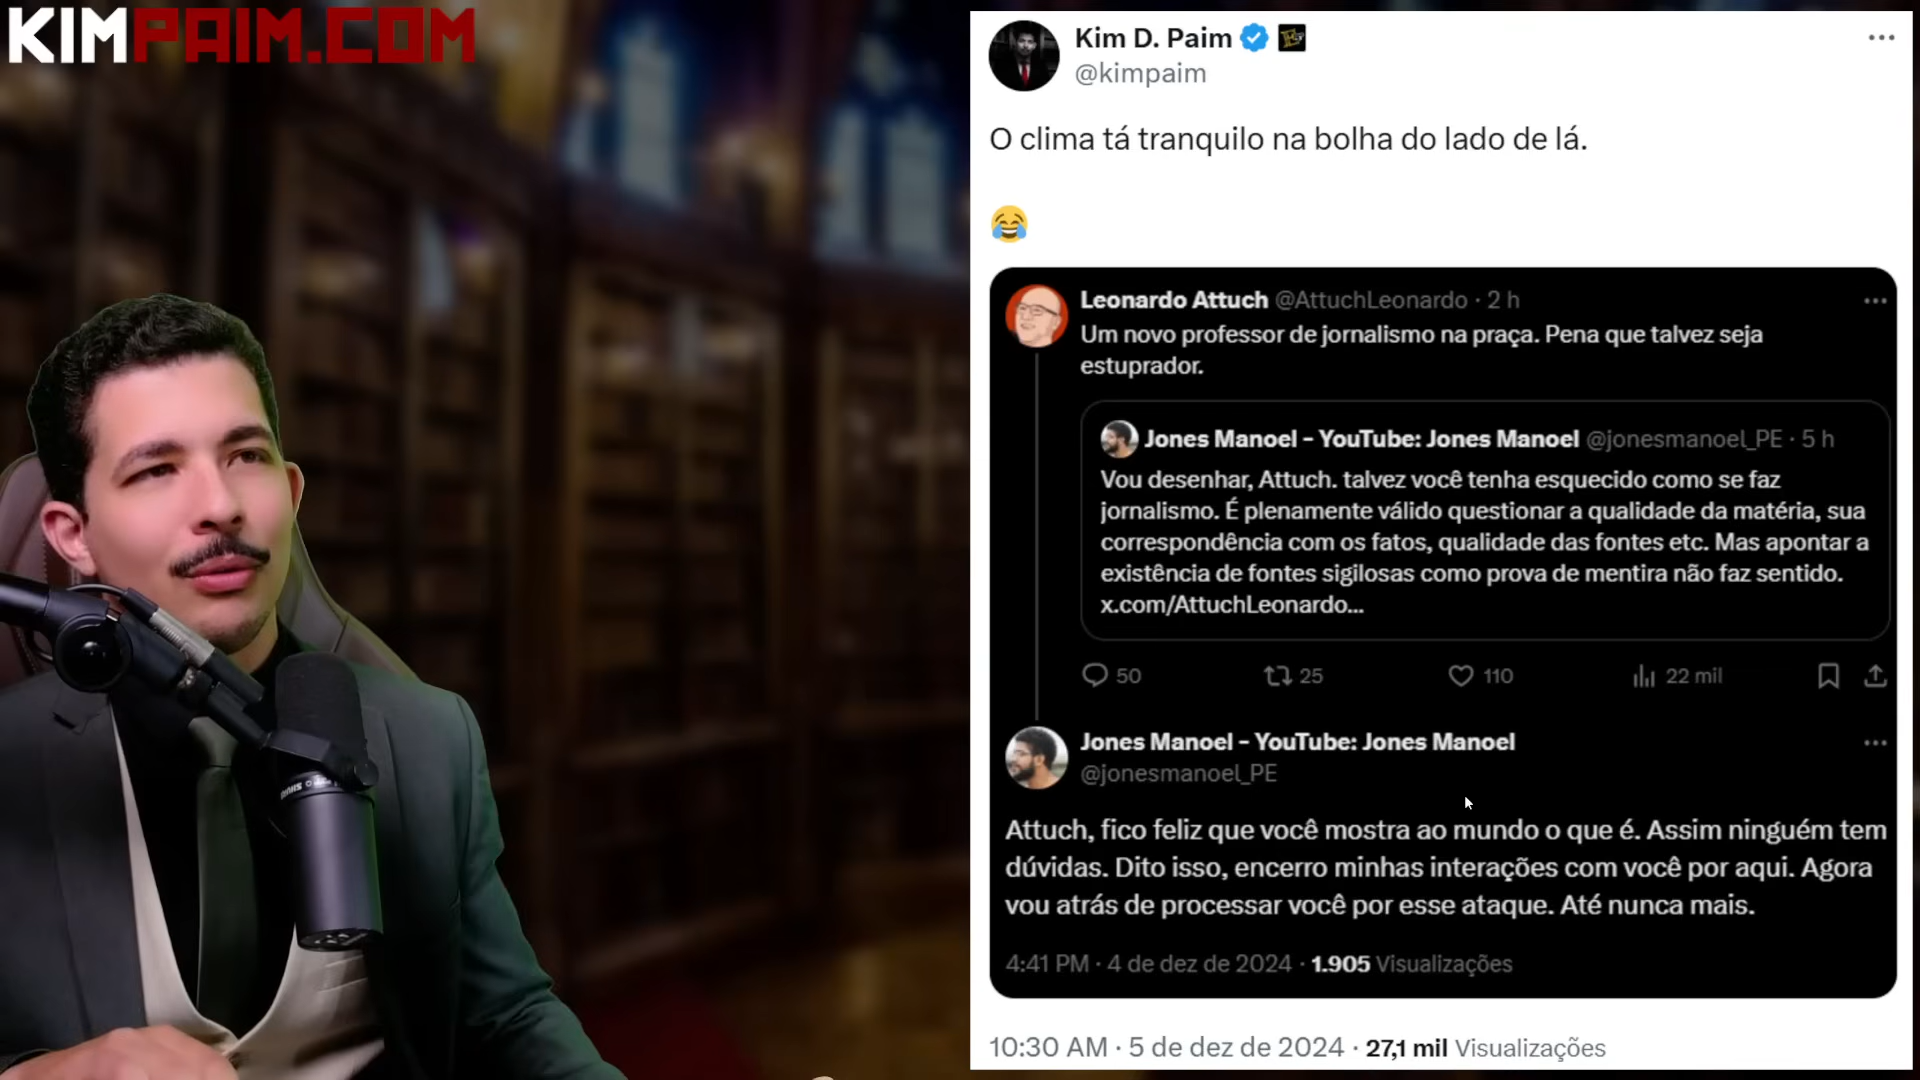 KIMPAIM.COM
Kim D. Paim
@kimpaim
O clima tá tranquilo na bolha do lado de lá.
😂
Leonardo Attuch @AttuchLeonardo · 2 h
Um novo professor de jornalismo na praça. Pena que talvez seja
estuprador.
Jones Manoel - YouTube: Jones Manoel @jonesmanoel_PE · 5 h
Vou desenhar, Attuch. talvez você tenha esquecido como se faz
jornalismo. É plenamente válido questionar a qualidade da matéria, sua
correspondência com os fatos, qualidade das fontes etc. Mas apontar a
existência de fontes sigilosas como prova de mentira não faz sentido.
x.com/AttuchLeonardo...
50 25 110 22 mil
Jones Manoel - YouTube: Jones Manoel
@jonesmanoel_PE
Attuch, fico feliz que você mostra ao mundo o que é. Assim ninguém tem
dúvidas. Dito isso, encerro minhas interações com você por aqui. Agora
vou atrás de processar você por esse ataque. Até nunca mais.
4:41 PM · 4 de dez de 2024 · 1.905 Visualizações
10:30 AM · 5 de dez de 2024 · 27,1 mil Visualizações